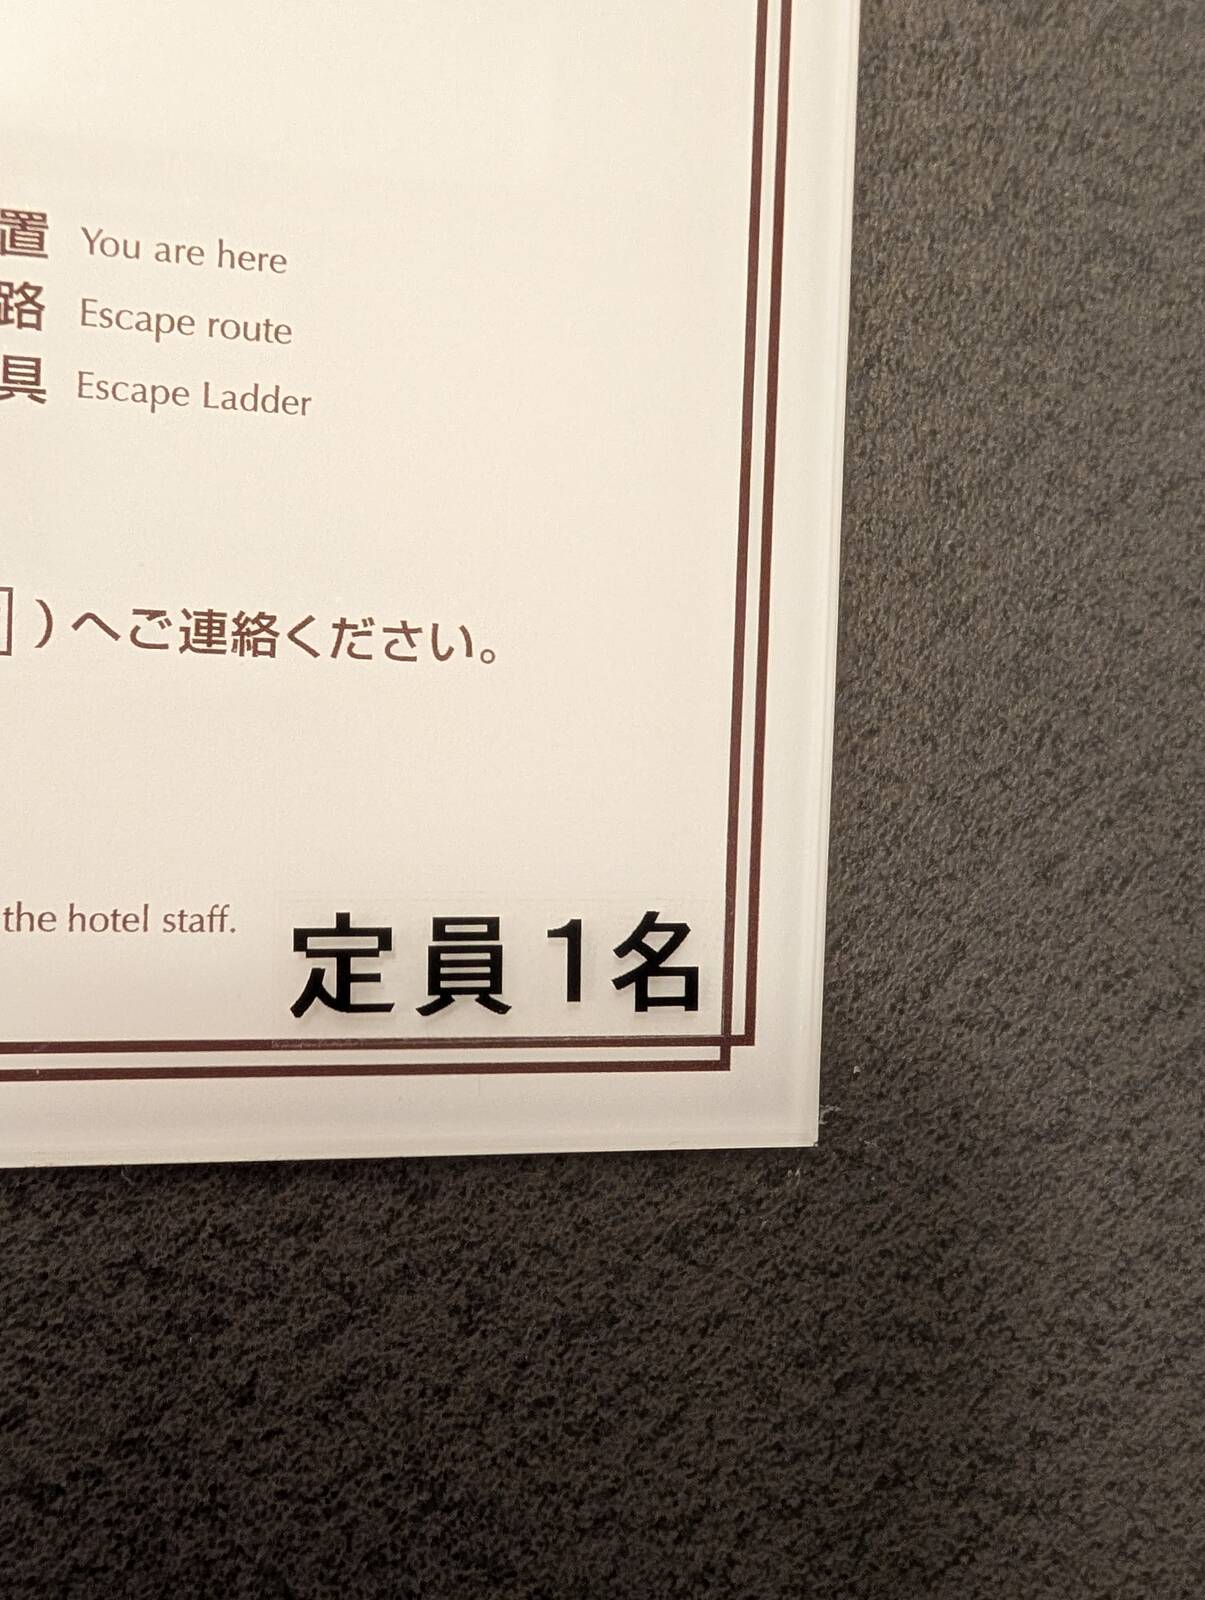 置 You are here
路 Escape route
具 Escape Ladder
）へご連絡ください。
the hotel staff.
定員1名